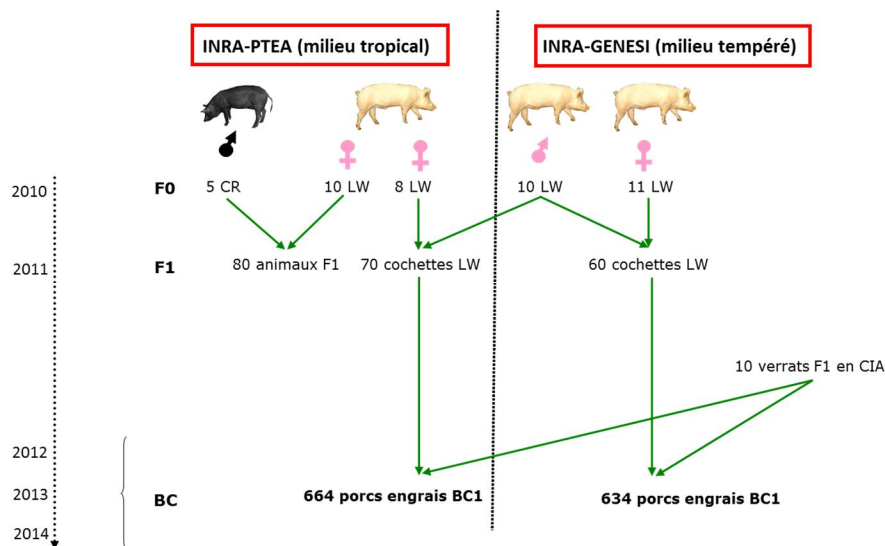 INRA-PTEA (milieu tropical)
INRA-GENESI (milieu tempéré)
2010
F0
5 CR
10 LW
8 LW
10 LW
11 LW
2011
F1
80 animaux F1
70 cochettes LW
60 cochettes LW
10 verrats F1 en CIA
2012
2013
BC
664 porcs engrais BC1
634 porcs engrais BC1
2014